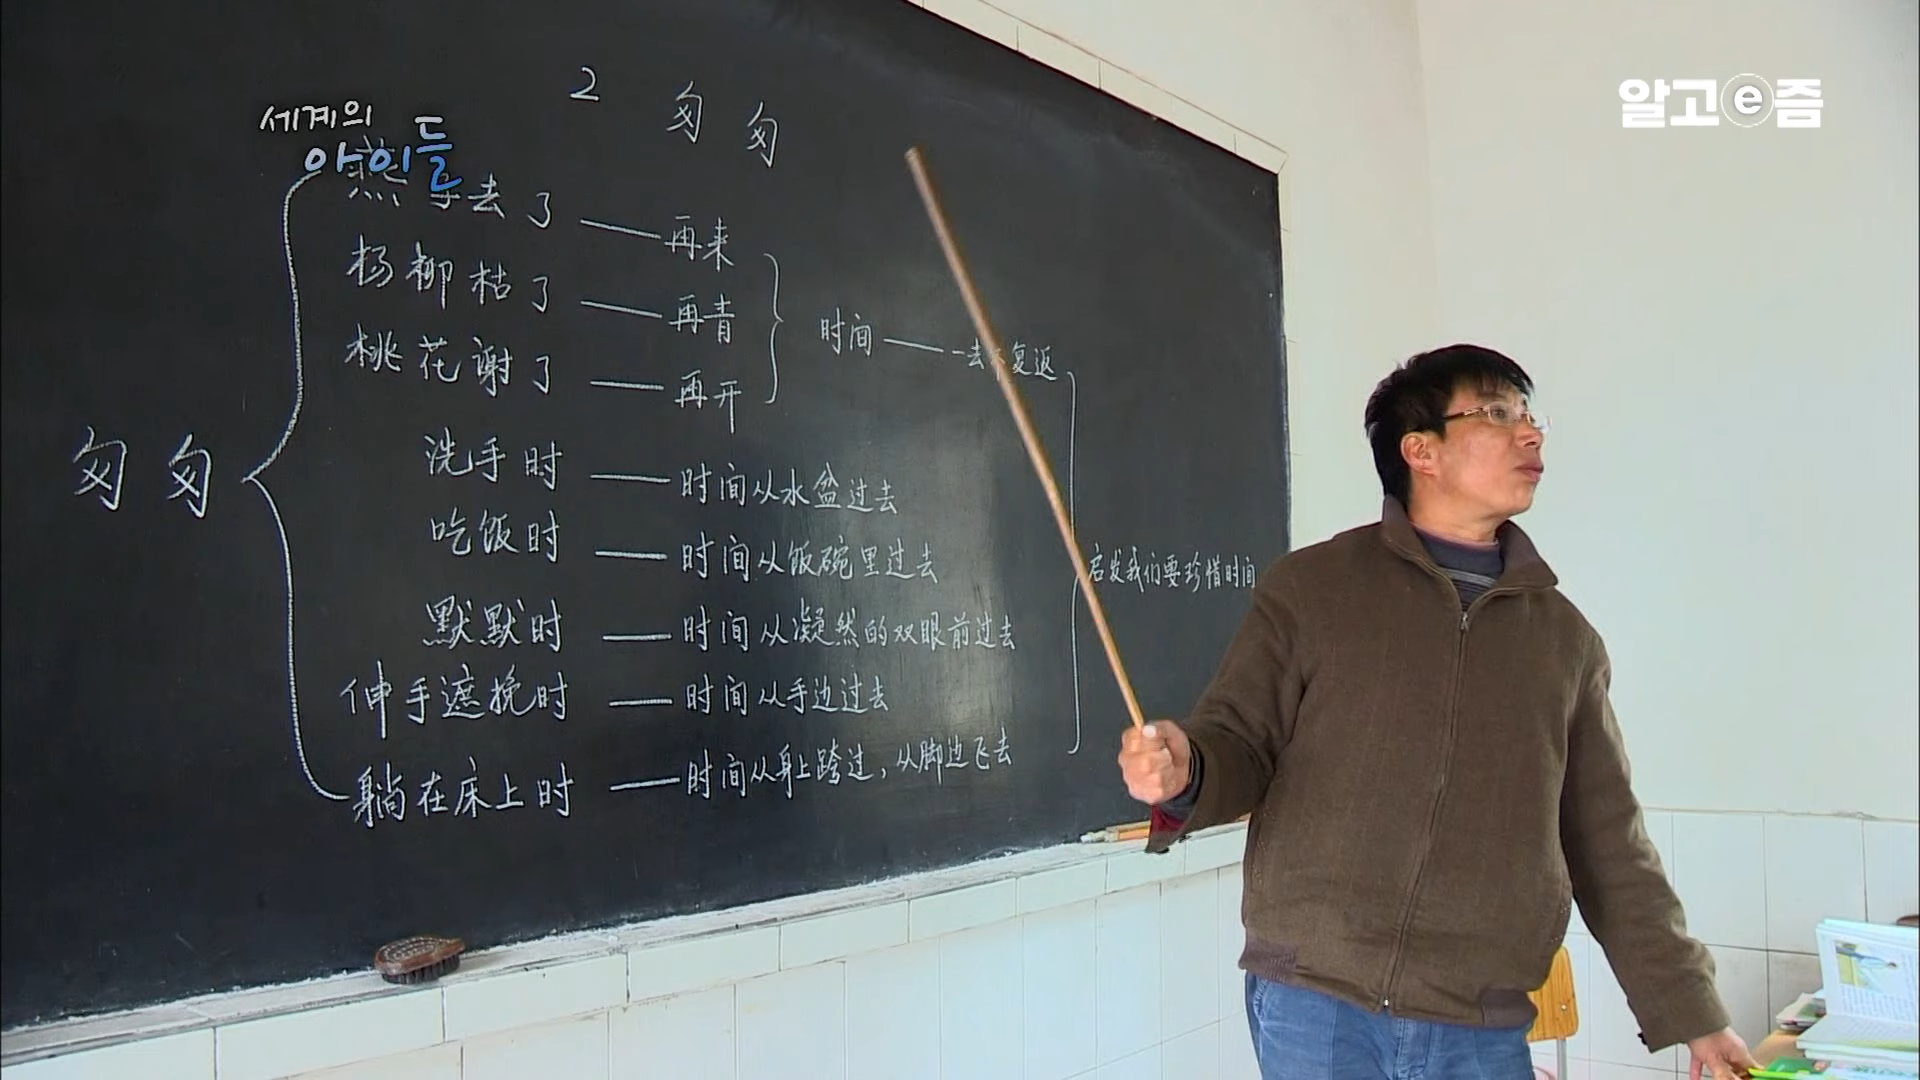 알고e즘
세계의
아이들
2 匆匆
去了——再来
杨柳枯了——再青
桃花谢了——再开
时间——一去不复返
匆匆
洗手时——时间从水盆过去
吃饭时——时间从饭碗里过去
默默时——时间从凝然的双眼前过去
伸手遮挽时——时间从手边过去
躺在床上时——时间从身上跨过，从脚边飞去
启发我们要珍惜时间